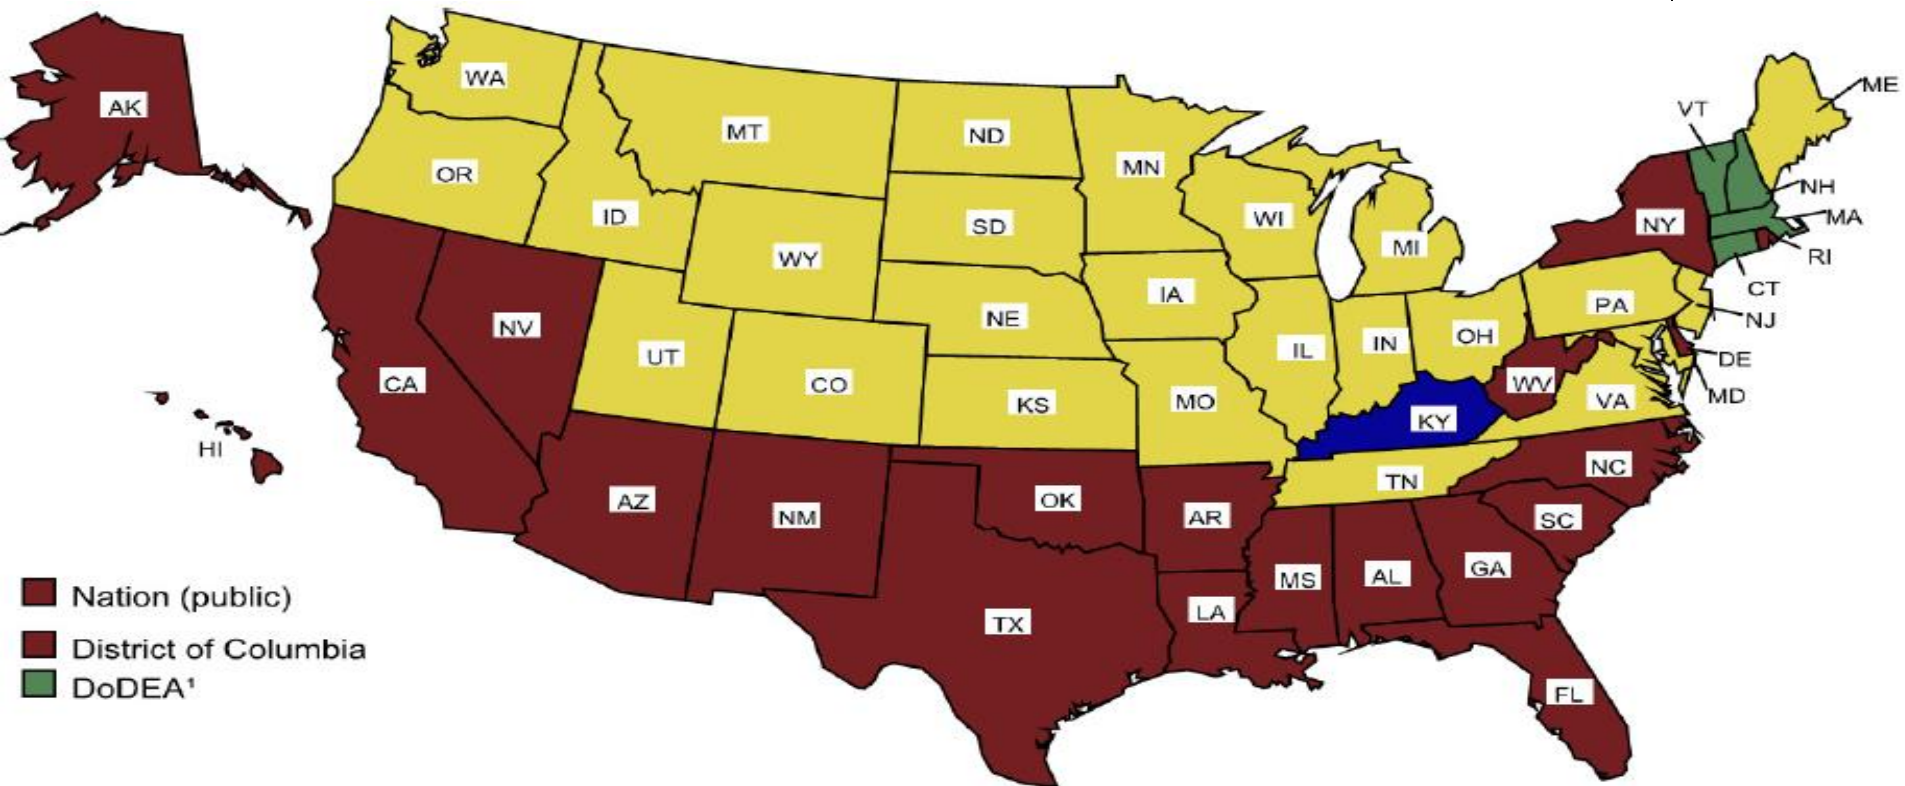 AK
WA
MT
ND
MN
OR
ID
SD
WI
MI
WY
NE
IA
NV
UT
CO
KS
MO
IL
IN
OH
PA
NY
VT
ME
NH
MA
RI
CT
NJ
DE
MD
CA
HI
KY
WV
VA
AZ
NM
OK
AR
TN
NC
SC
TX
LA
MS
AL
GA
FL
Nation (public)
District of Columbia
DoDEA¹